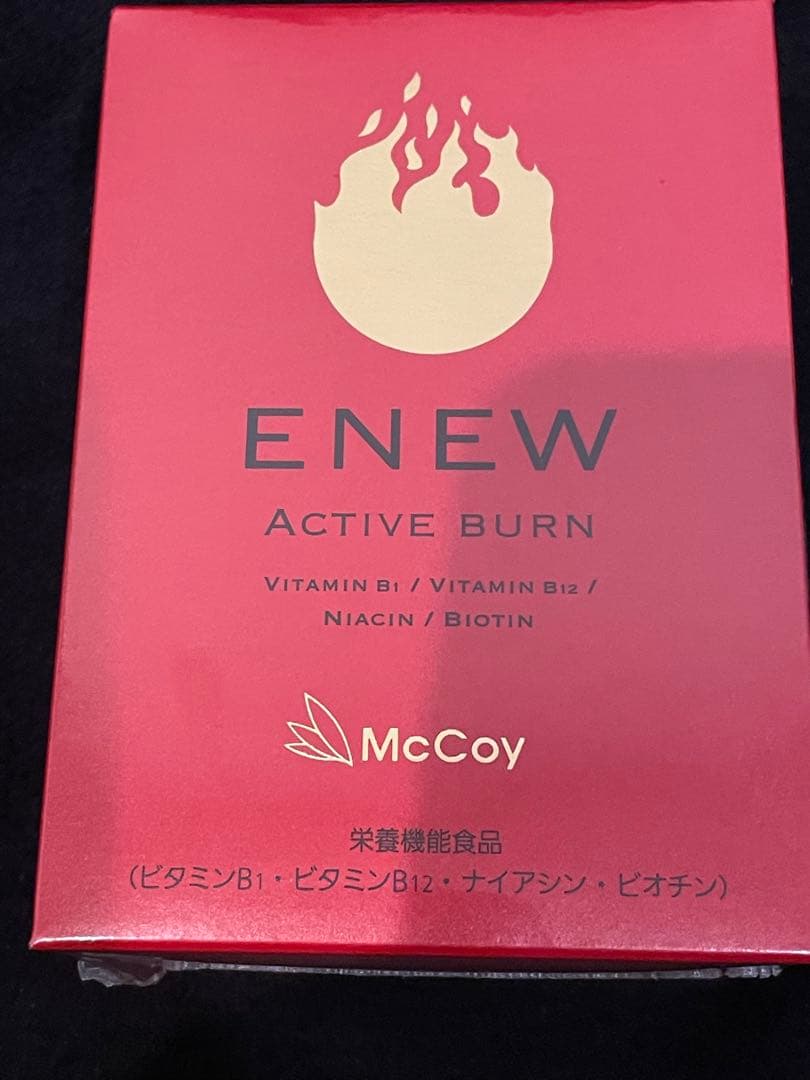 ENEW
ACTIVE BURN
VITAMIN B1 / VITAMIN B12 /
NIACIN / BIOTIN
McCoy
栄養機能食品
(ビタミンB1・ビタミンB12・ナイアシン・ビオチン)